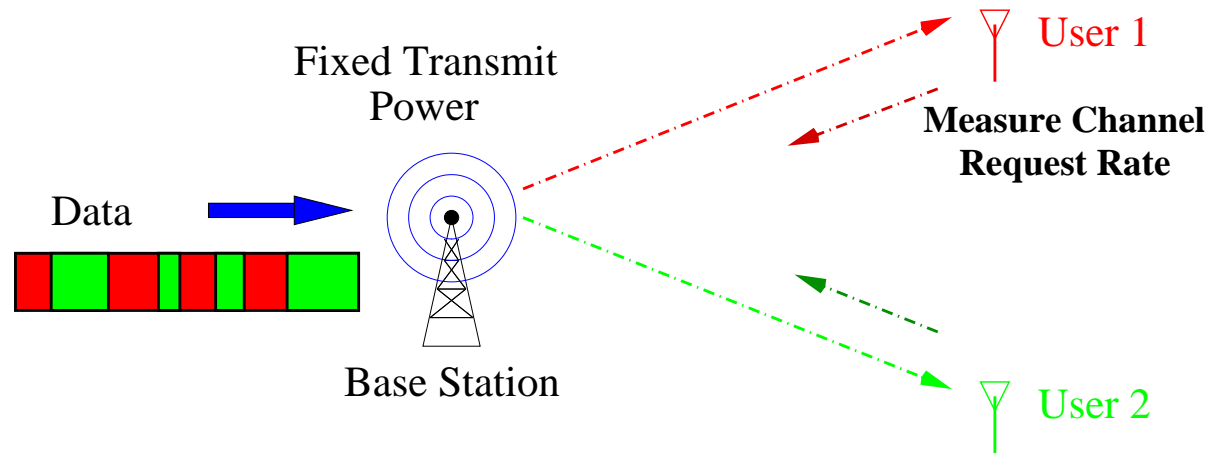 Fixed Transmit
Power
User 1
Measure Channel
Request Rate
Data
Base Station
User 2